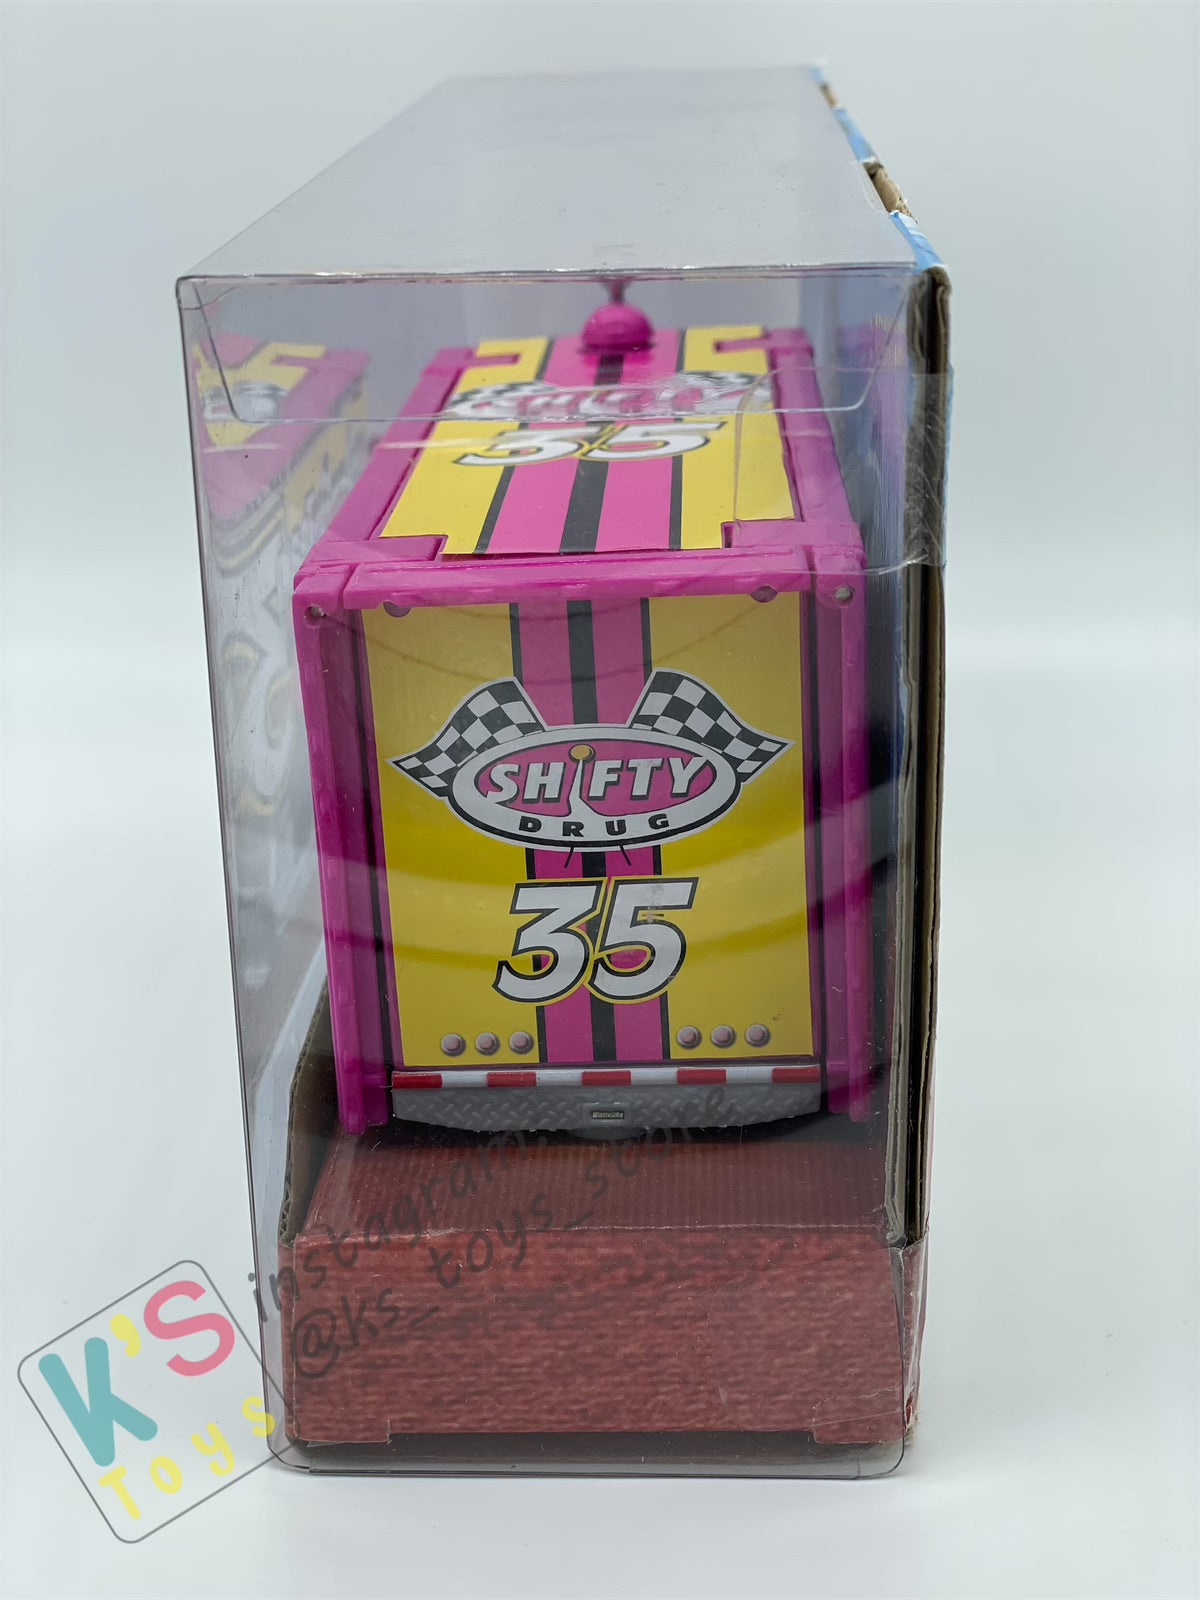 SHIFTY
35
SHIFTY
DRUG
35
instagram:
@ks_toys_store
K's
Toys